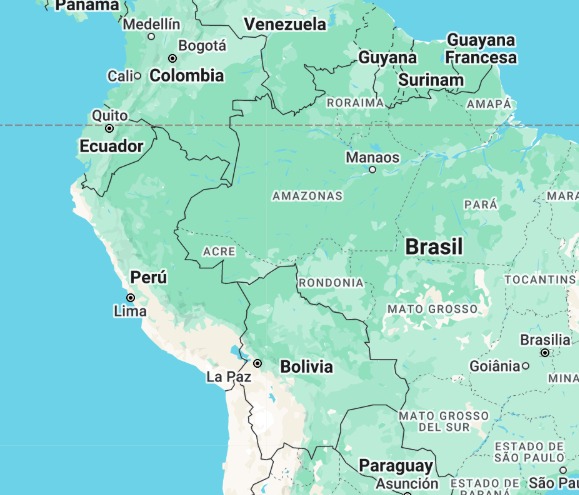 Panamá
Medellín
Venezuela
Bogotá
Guayana
Francesa
Guyana
Cali
Colombia
Surinam
RORAIMA
AMAPÁ
Quito
Ecuador
Manaos
AMAZONAS
PARÁ
MARA
Brasil
ACRE
Perú
RONDONIA
TOCANTINS
Lima
MATO GROSSO
Brasilia
Goiânia
La Paz
Bolivia
MINA
MATO GROSSO
DEL SUR
ESTADO DE
SÃO PAULO
Paraguay
Asunción
ESTADO DE
PARANÁ
São Pau